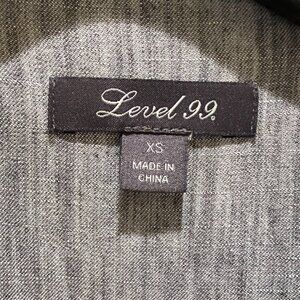 Level 99.
XS
MADE IN
CHINA